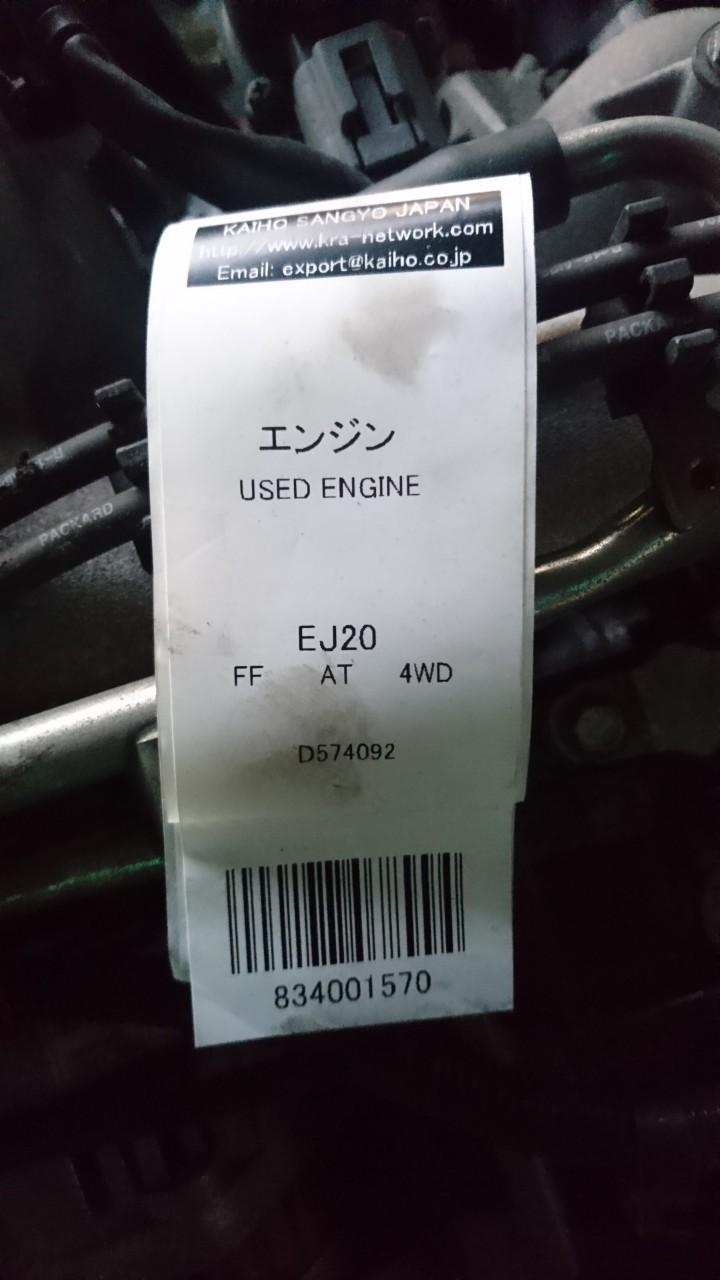 KAIHO SANGYO JAPAN
http://www.kra-network.com
Email: export@kaiho.co.jp
エンジン
USED ENGINE
EJ20
FF AT 4WD
D574092
834001570
PACKARD
PACKA